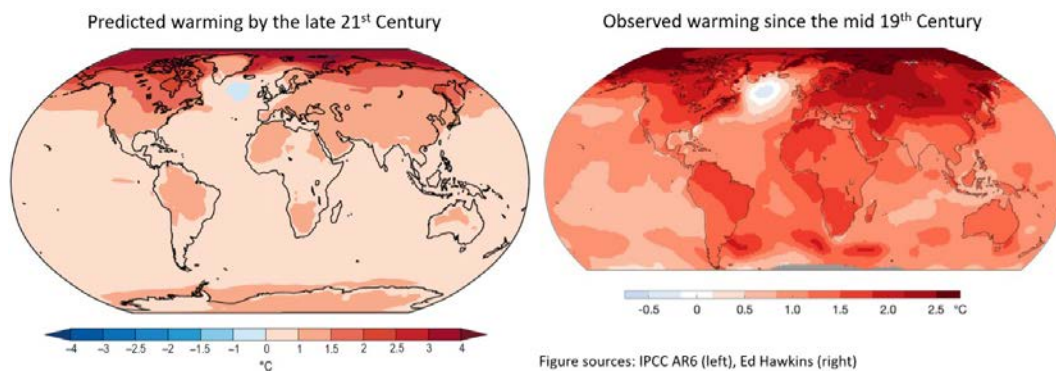 Predicted warming by the late 21st Century
Observed warming since the mid 19th Century
-4 -3 -2.5 -2 -1.5 -1 0 1 1.5 2 2.5 3 4
°C
-0.5 0 0.5 1.0 1.5 2.0 2.5 °C
Figure sources: IPCC AR6 (left), Ed Hawkins (right)